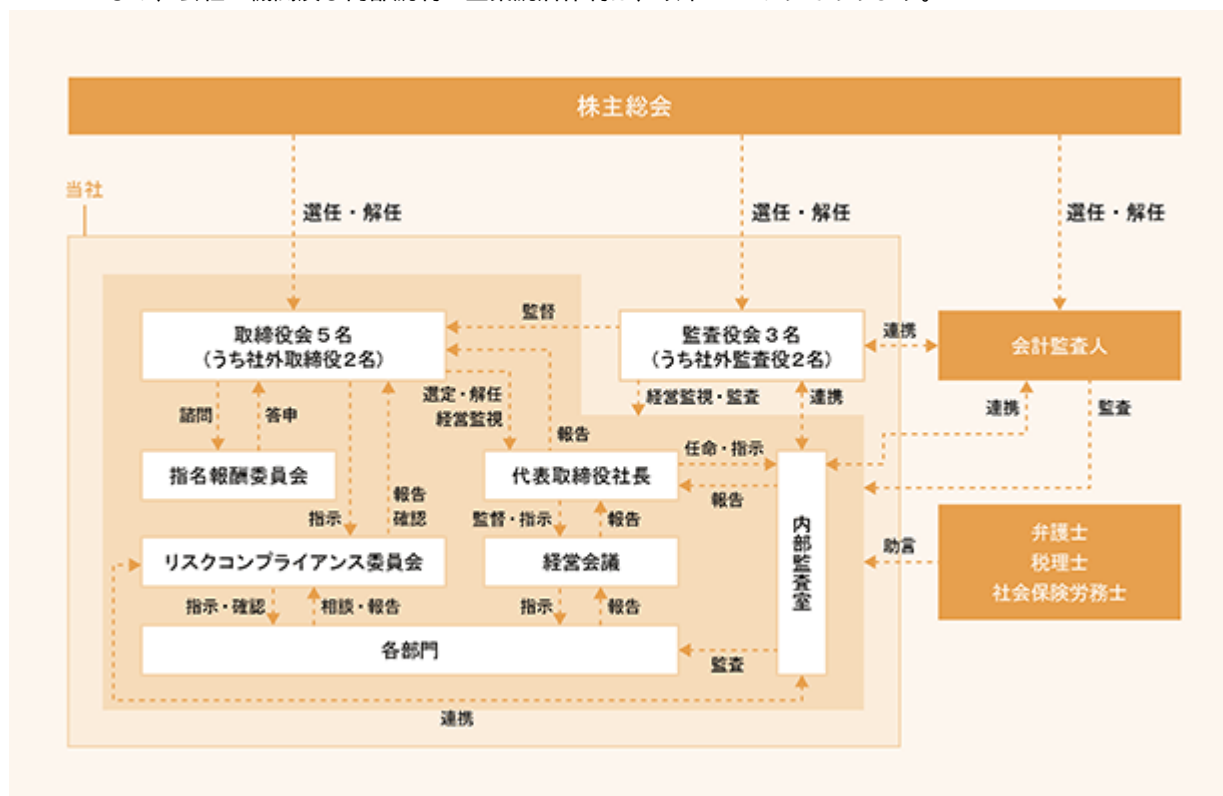 株主総会
当社
選任・解任
選任・解任
選任・解任
取締役会5名
(うち社外取締役2名)
監督
監査役会3名
(うち社外監査役2名)
連携
会計監査人
諮問
答申
選定・解任
経営監視
報告
経営監視・監査
連携
連携
監査
指名報酬委員会
指示
報告
確認
代表取締役社長
任命・指示
報告
監督・指示
報告
内部監査室
リスクコンプライアンス委員会
経営会議
助言
弁護士
税理士
社会保険労務士
指示・確認
相談・報告
指示
報告
各部門
監査
連携